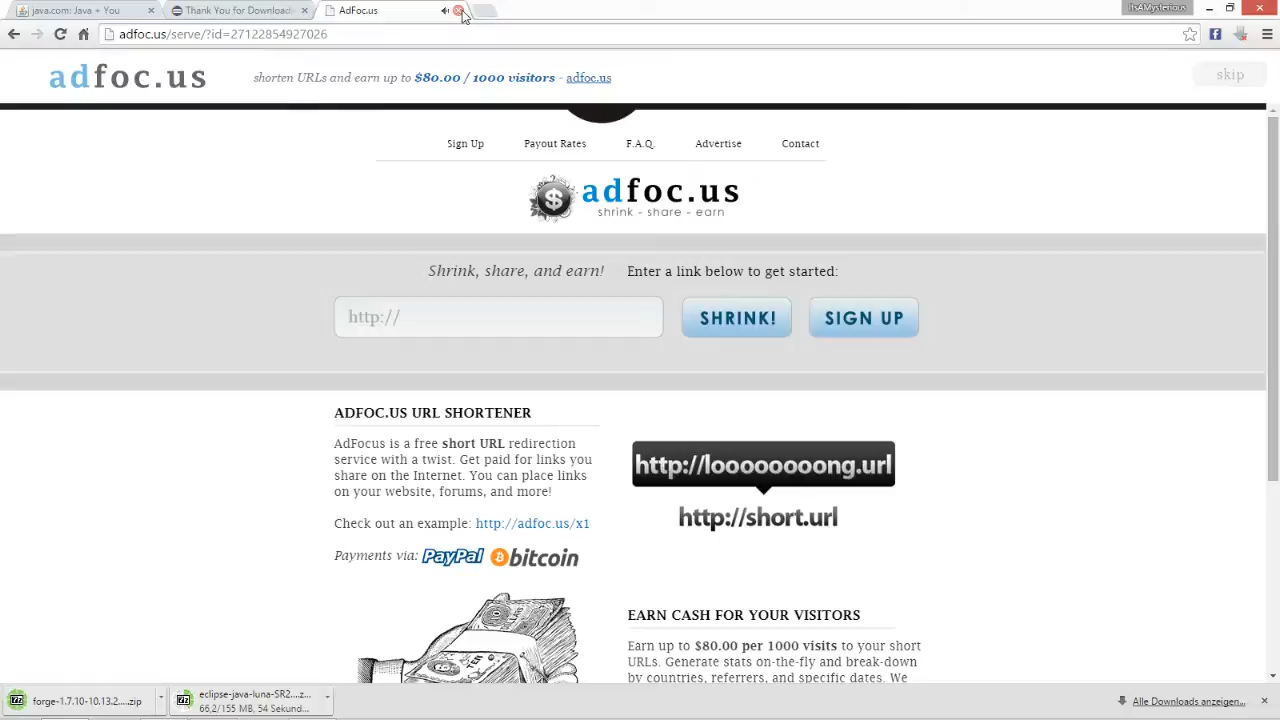 java.com: Java + You
Thank You for Download
AdFoc.us
ItsAMysterious
adfoc.us/serve/?id=27122854927026
adfoc.us
shorten URLs and earn up to $80.00 / 1000 visitors - adfoc.us
skip
Sign Up
Payout Rates
F.A.Q.
Advertise
Contact
adfoc.us
shrink - share - earn
Shrink, share, and earn!
Enter a link below to get started:
http://
SHRINK!
SIGN UP
ADFOC.US URL SHORTENER
AdFocus is a free short URL redirection
service with a twist. Get paid for links you
share on the Internet. You can place links
on your website, forums, and more!
Check out an example: http://adfoc.us/x1
Payments via: PayPal bitcoin
http://looooooong.url
http://short.url
EARN CASH FOR YOUR VISITORS
Earn up to $80.00 per 1000 visits to your short
URLs. Generate stats on-the-fly and break-down
by countries, referrers, and specific dates. We
forge-1.7.10-10.13.2....zip
eclipse-java-luna-SR2...z...
66,2/155 MB, 54 Sekund...
Alle Downloads anzeigen...